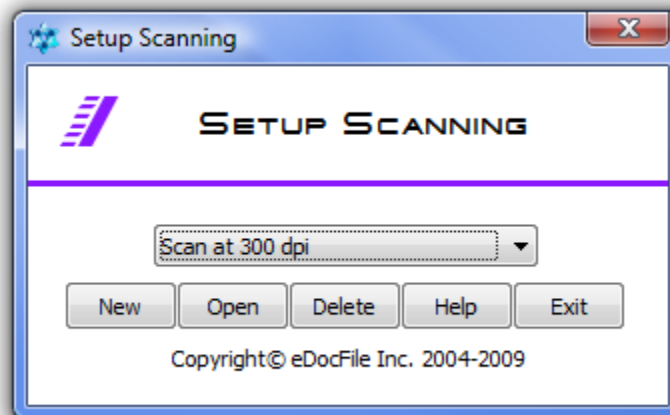 Setup Scanning
X
SETUP SCANNING
Scan at 300 dpi
New Open Delete Help Exit
Copyright© eDocFile Inc. 2004-2009